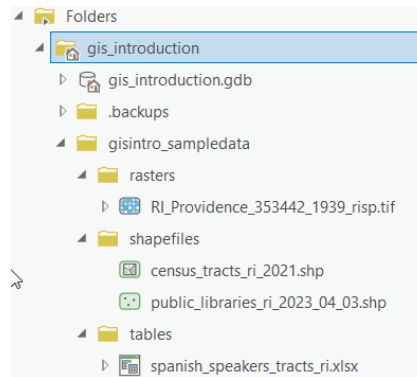 Folders
gis_introduction
gis_introduction.gdb
.backups
gisintro_sampledata
rasters
RI_Providence_353442_1939_risp.tif
shapefiles
census_tracts_ri_2021.shp
public_libraries_ri_2023_04_03.shp
tables
spanish_speakers_tracts_ri.xlsx